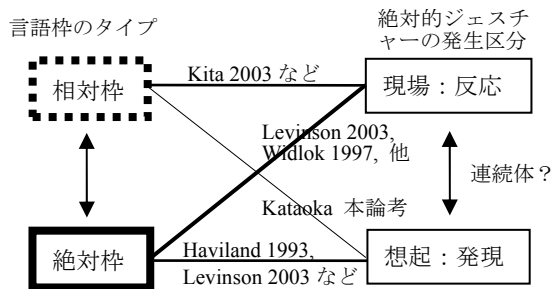 言語枠のタイプ
絶対的ジェスチ
ャーの発生区分
相対枠
Kita 2003 など
現場：反応
Levinson 2003,
Widlok 1997, 他
連続体？
Kataoka 本論考
絶対枠
Haviland 1993,
Levinson 2003 など
想起：発現